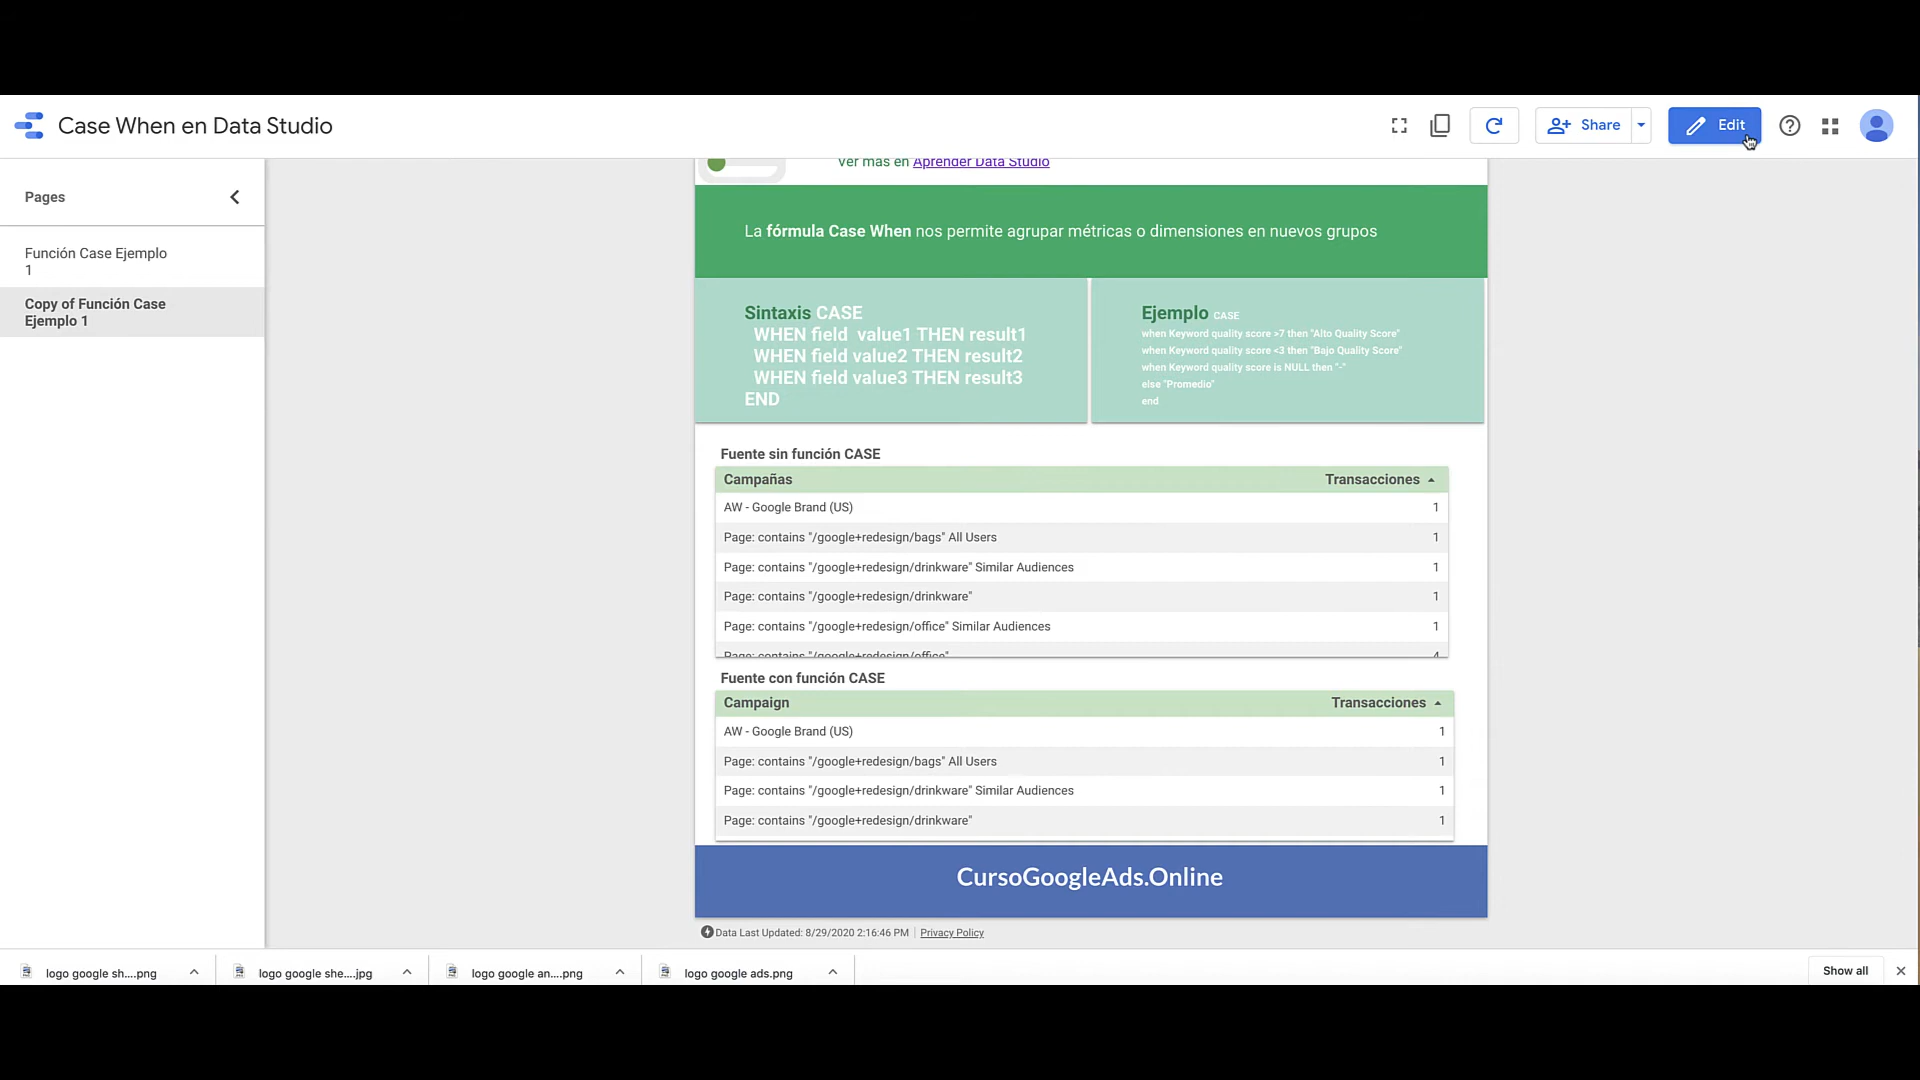 Case When en Data Studio
Share
Edit
Pages
Función Case Ejemplo
1
Copy of Función Case
Ejemplo 1
Ver más en Aprender Data Studio
La fórmula Case When nos permite agrupar métricas o dimensiones en nuevos grupos
Sintaxis CASE
WHEN field value1 THEN result1
WHEN field value2 THEN result2
WHEN field value3 THEN result3
END
Ejemplo CASE
when Keyword quality score >7 then "Alto Quality Score"
when Keyword quality score <3 then "Bajo Quality Score"
when Keyword quality score is NULL then "-"
else "Promedio"
end
Fuente sin función CASE
Campañas Transacciones
AW - Google Brand (US) 1
Page: contains "/google+redesign/bags" All Users 1
Page: contains "/google+redesign/drinkware" Similar Audiences 1
Page: contains "/google+redesign/drinkware" 1
Page: contains "/google+redesign/office" Similar Audiences 1
Page: contains "/google+redesign/office" 4
Fuente con función CASE
Campaign Transacciones
AW - Google Brand (US) 1
Page: contains "/google+redesign/bags" All Users 1
Page: contains "/google+redesign/drinkware" Similar Audiences 1
Page: contains "/google+redesign/drinkware" 1
CursoGoogleAds.Online
Data Last Updated: 8/29/2020 2:16:46 PM Privacy Policy
logo google sh....png
logo google she....jpg
logo google an....png
logo google ads.png
Show all